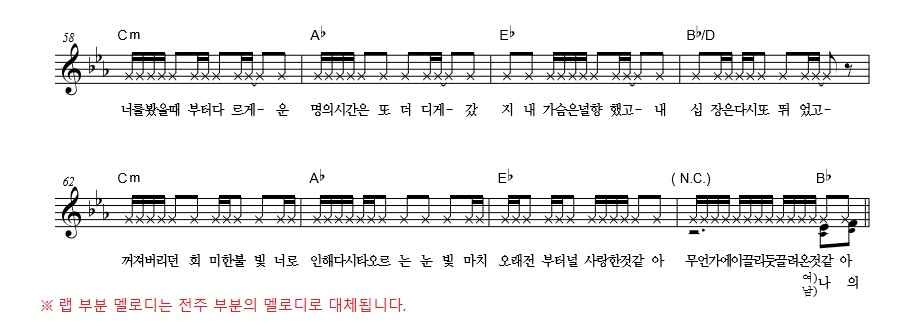 58 Cm A♭ E♭ B♭/D
너를봤을때 부터다 르게- 운 명의시간은 또 더 디게- 갔 지 내 가슴은널향 했고- 내 십 장은다시또 뛰 었고-
62 Cm A♭ E♭ (N.C.) B♭
꺼져버리던 희 미한불 빛 너로 인해다시타오르 는 눈 빛 마치 오래전 부터널 사랑한것같 아 무언가에이끌리듯끌려온것같 아
여)
남) 나 의
※ 랩 부분 멜로디는 전주 부분의 멜로디로 대체됩니다.